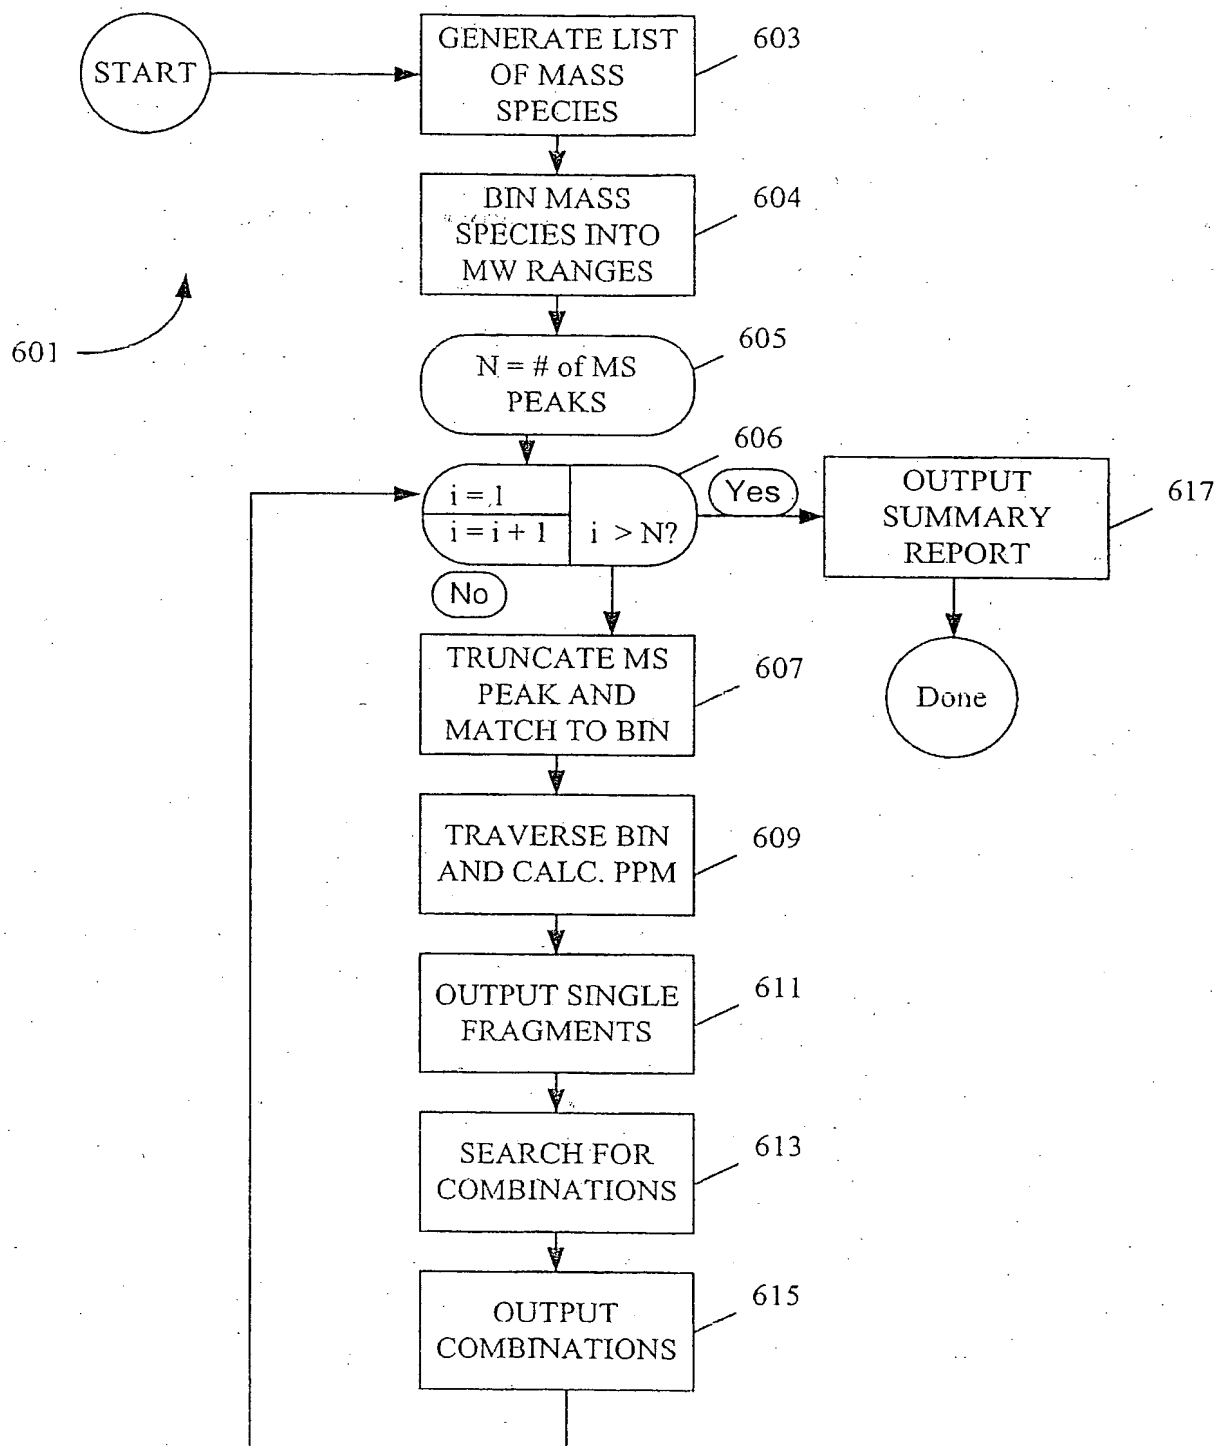 START
GENERATE LIST
OF MASS
SPECIES
603
BIN MASS
SPECIES INTO
MW RANGES
604
601
N = # of MS
PEAKS
605
606
i = 1
i = i + 1
i > N?
Yes
No
OUTPUT
SUMMARY
REPORT
617
Done
TRUNCATE MS
PEAK AND
MATCH TO BIN
607
TRAVERSE BIN
AND CALC. PPM
609
OUTPUT SINGLE
FRAGMENTS
611
SEARCH FOR
COMBINATIONS
613
OUTPUT
COMBINATIONS
615